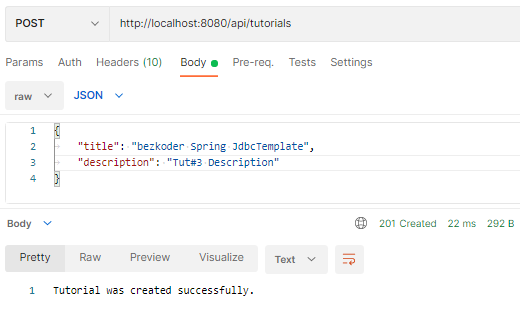 POST http://localhost:8080/api/tutorials
Params Auth Headers (10) Body Pre-req. Tests Settings
raw JSON
1 {
2 "title": "bezkoder Spring JdbcTemplate",
3 "description": "Tut#3 Description"
4 }
Body 201 Created 22 ms 292 B
Pretty Raw Preview Visualize Text
1 Tutorial was created successfully.